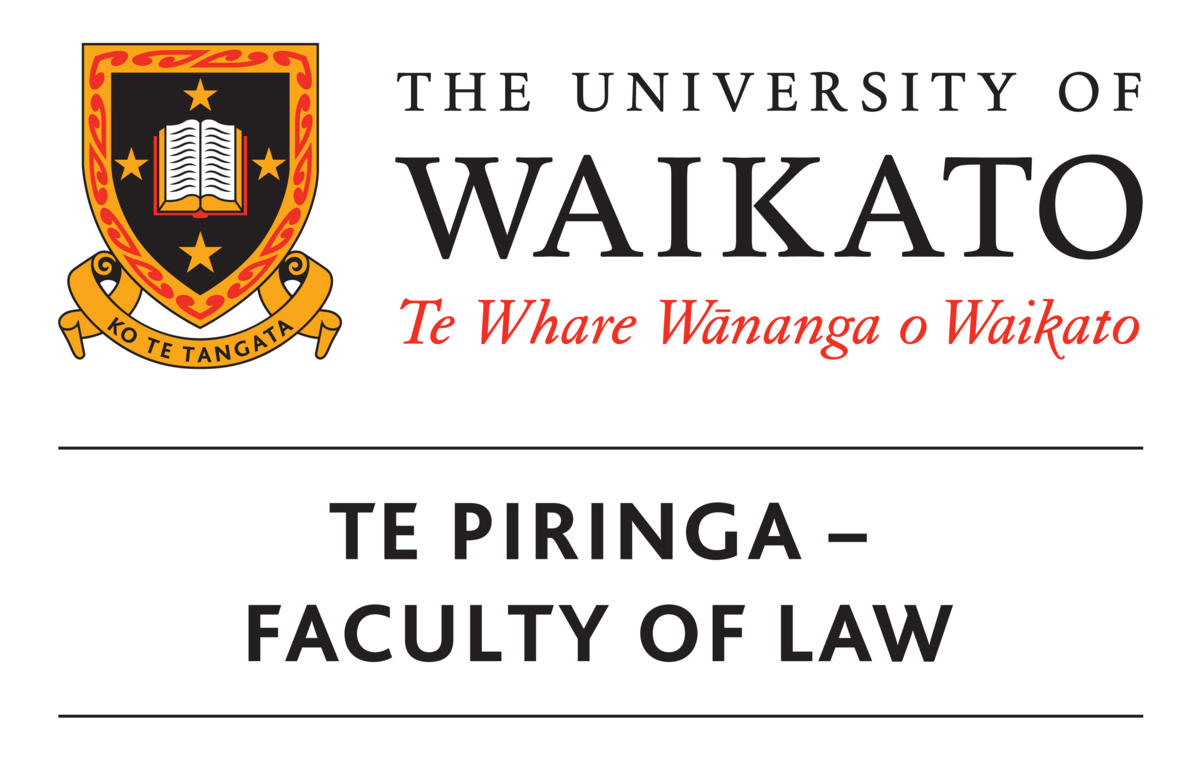 THE UNIVERSITY OF
WAIKATO
Te Whare Wānanga o Waikato
KO TE TANGATA
TE PIRINGA –
FACULTY OF LAW